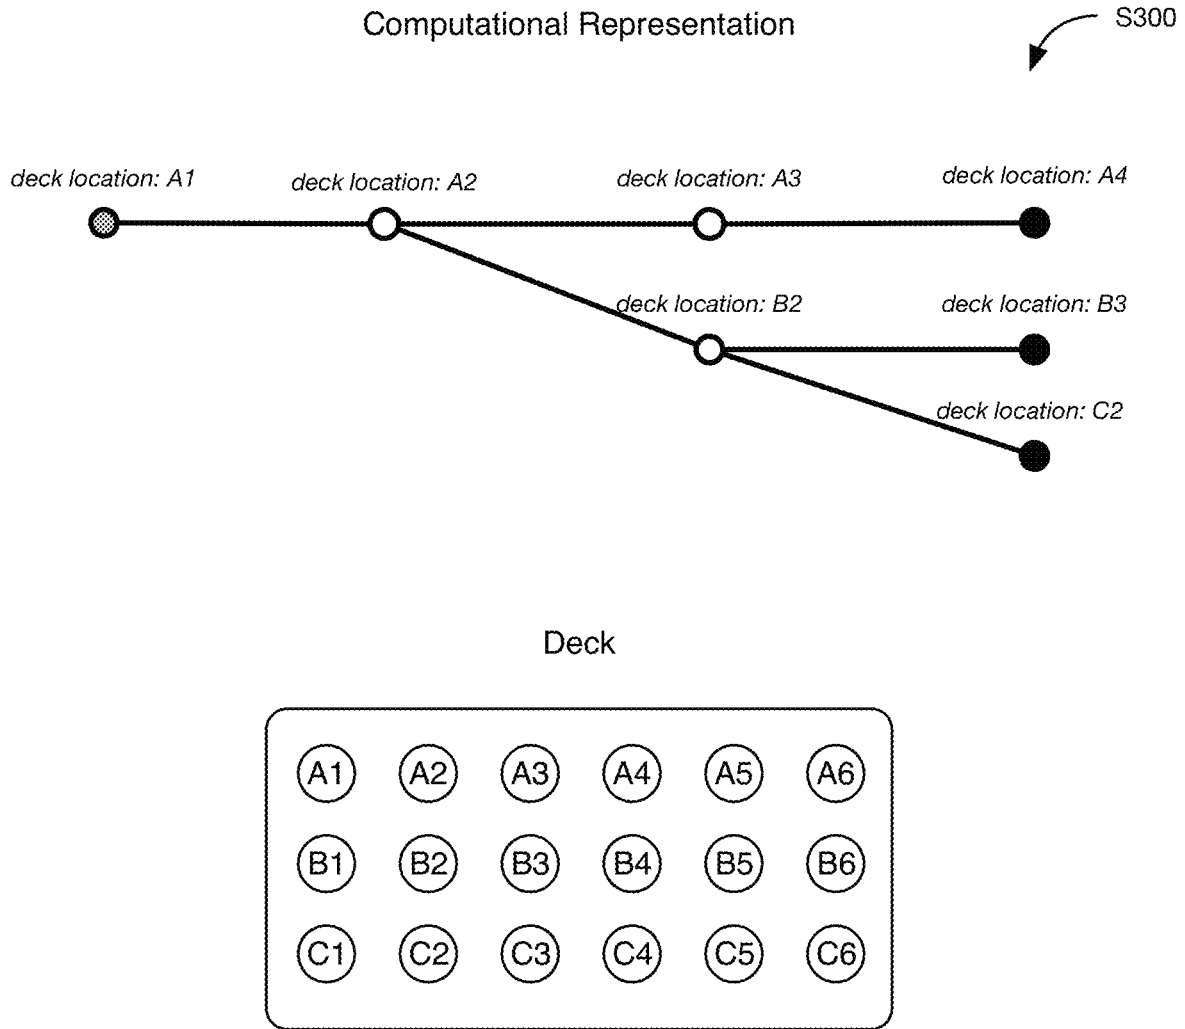 Computational Representation
S300
deck location: A1
deck location: A2
deck location: A3
deck location: A4
deck location: B2
deck location: B3
deck location: C2
Deck
A1 A2 A3 A4 A5 A6
B1 B2 B3 B4 B5 B6
C1 C2 C3 C4 C5 C6